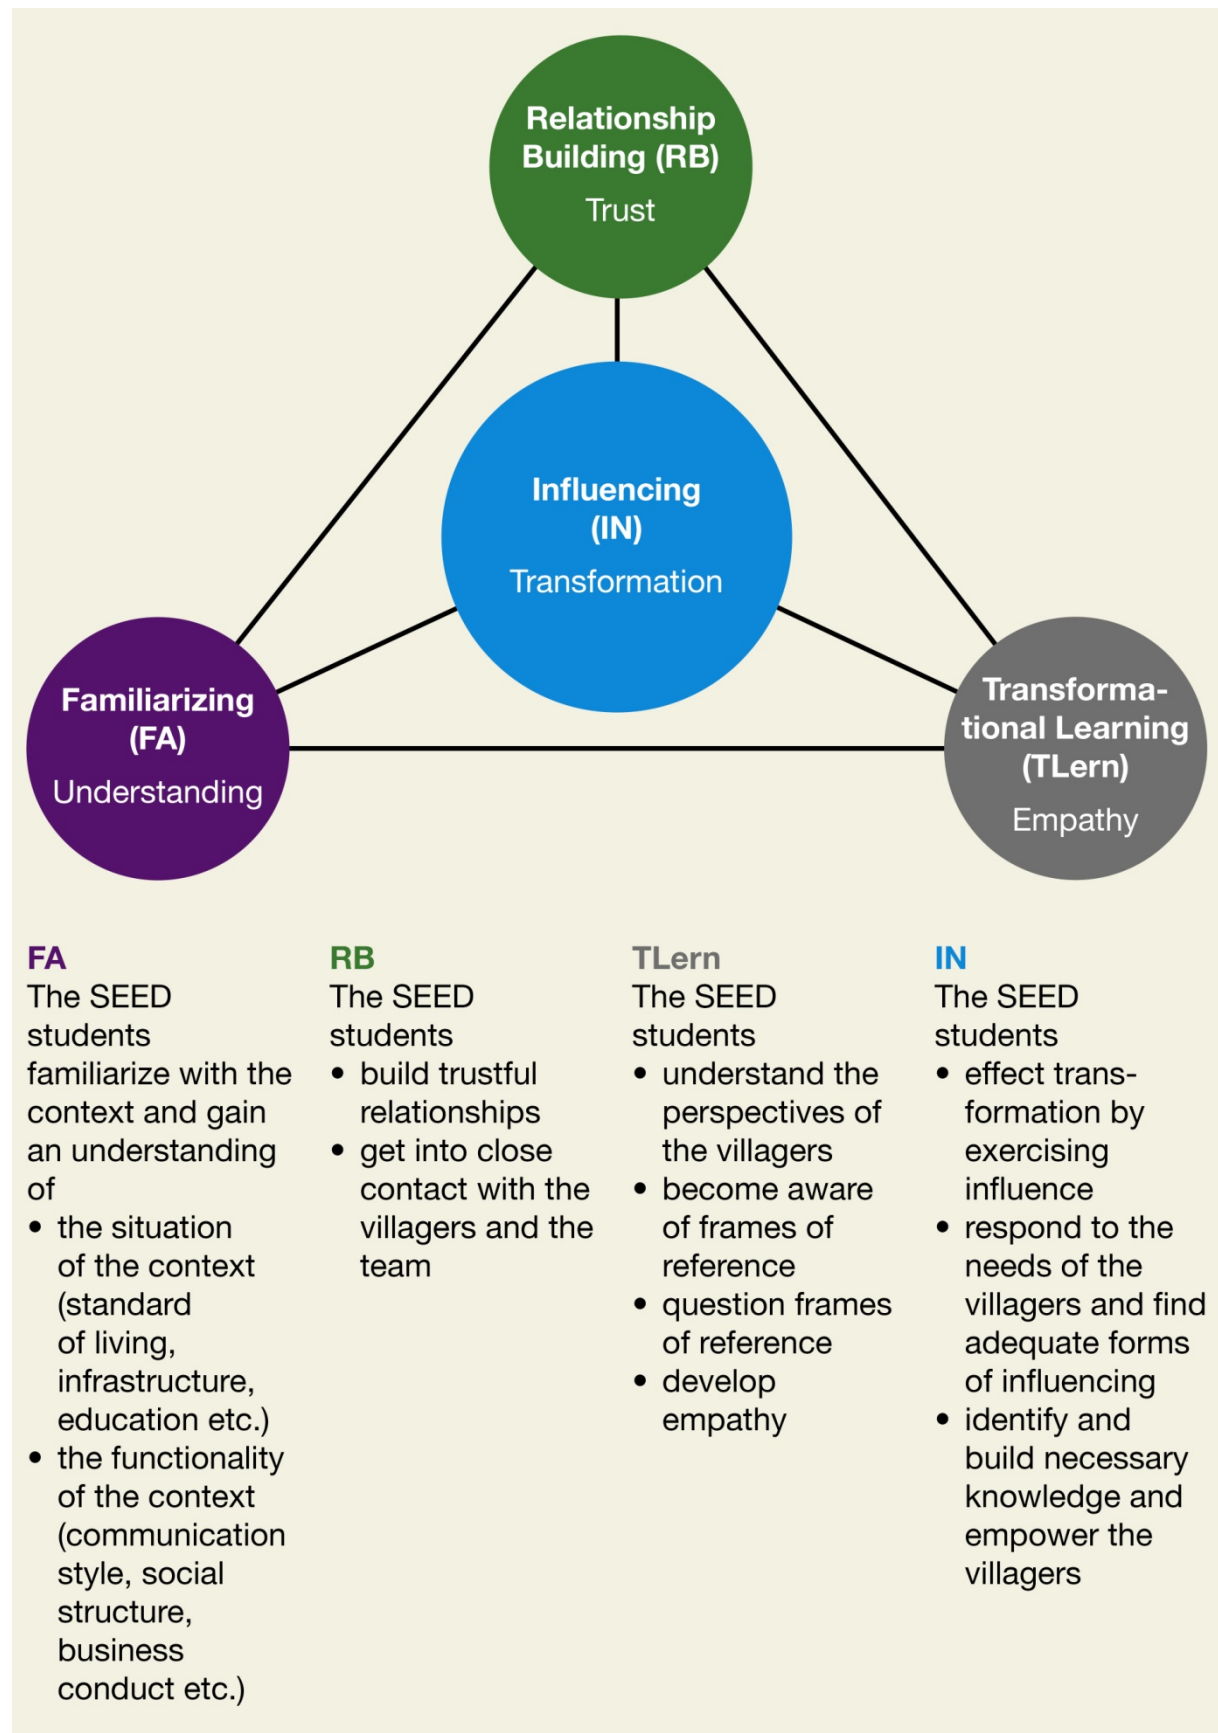 Relationship
Building (RB)
Trust
Influencing
(IN)
Transformation
Familiarizing
(FA)
Understanding
Transforma-
tional Learning
(TLern)
Empathy
FA
The SEED
students
familiarize with the
context and gain
an understanding
of
• the situation
of the context
(standard
of living,
infrastructure,
education etc.)
• the functionality
of the context
(communication
style, social
structure,
business
conduct etc.)
RB
The SEED
students
• build trustful
relationships
• get into close
contact with the
villagers and the
team
TLern
The SEED
students
• understand the
perspectives of
the villagers
• become aware
of frames of
reference
• question frames
of reference
• develop
empathy
IN
The SEED
students
• effect trans-
formation by
exercising
influence
• respond to the
needs of the
villagers and find
adequate forms
of influencing
• identify and
build necessary
knowledge and
empower the
villagers